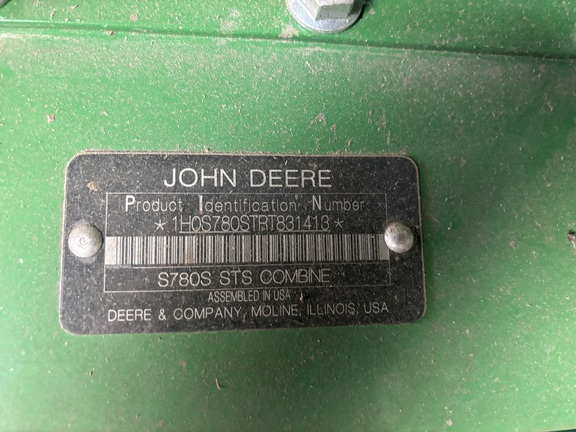 JOHN DEERE
Product Identification Number
*1H0S780STRT831413*
S780S STS COMBINE
ASSEMBLED IN USA
DEERE & COMPANY, MOLINE, ILLINOIS, USA